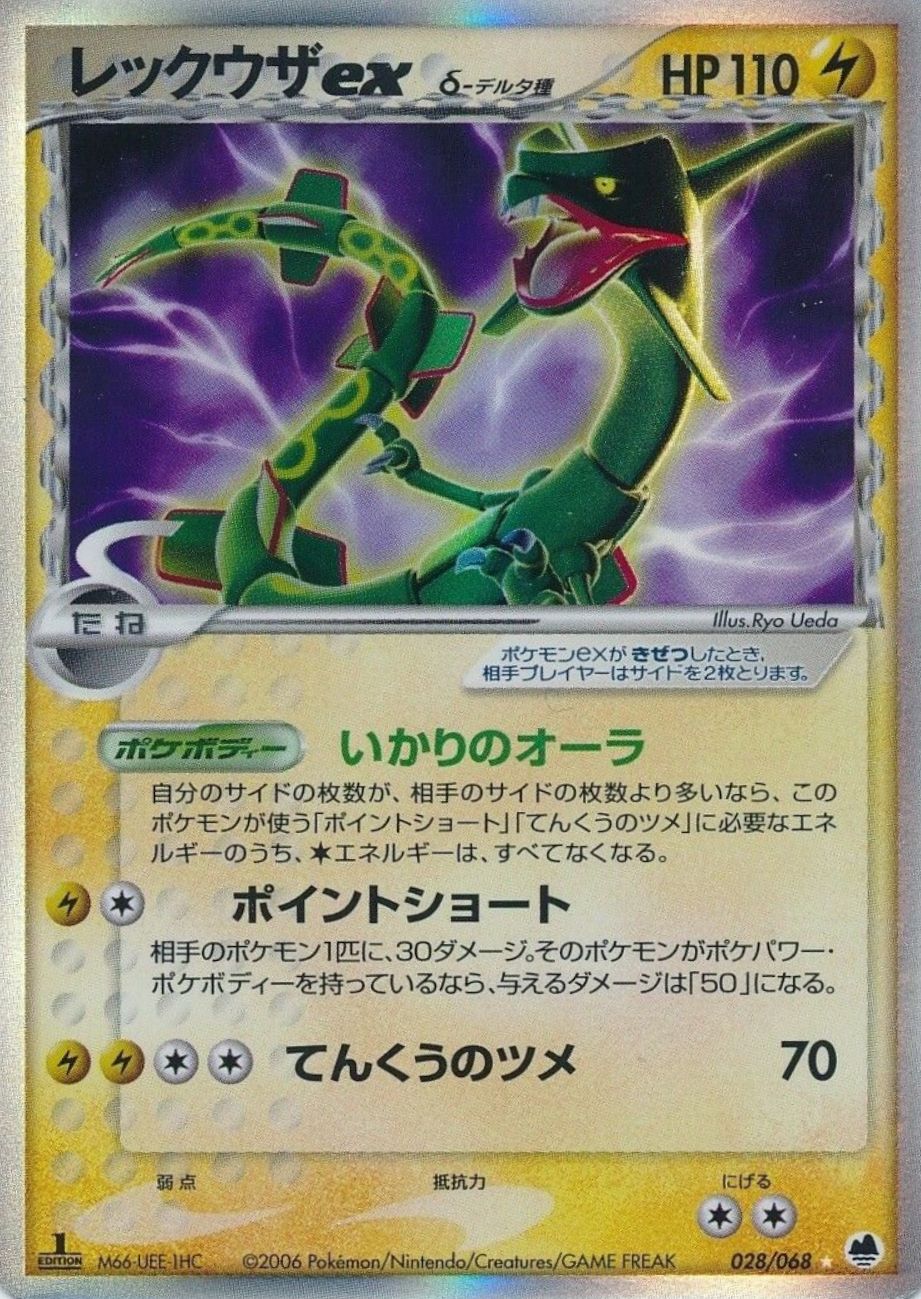 レックウザex δ-デルタ種 HP110
たね
Illus.Ryo Ueda
ポケモンexがきぜつしたとき、
相手プレイヤーはサイドを2枚とります。
ポケボディー いかりのオーラ
自分のサイドの枚数が、相手のサイドの枚数より多いなら、この
ポケモンが使う「ポイントショート」「てんくうのツメ」に必要なエネ
ルギーのうち、エネルギーは、すべてなくなる。
ポイントショート
相手のポケモン1匹に、30ダメージ。そのポケモンがポケパワー・
ポケボディーを持っているなら、与えるダメージは「50」になる。
てんくうのツメ 70
弱点 抵抗力 にげる
1 EDITION M66-UEE-1HC ©2006 Pokémon/Nintendo/Creatures/GAME FREAK 028/068 ★